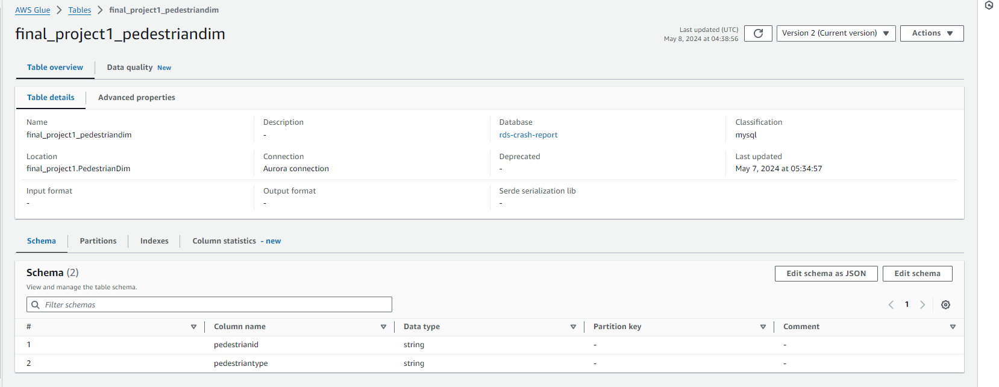 AWS Glue > Tables > final_project1_pedestriandim
final_project1_pedestriandim
Last updated (UTC)
May 8, 2024 at 04:38:56
Version 2 (Current version)
Actions
Table overview
Data quality New
Table details
Advanced properties
Name
final_project1_pedestriandim
Description
-
Database
rds-crash-report
Classification
mysql
Location
final_project1.PedestrianDim
Connection
Aurora connection
Deprecated
-
Last updated
May 7, 2024 at 05:34:57
Input format
-
Output format
-
Serde serialization lib
-
Schema
Partitions
Indexes
Column statistics - new
Schema (2)
View and manage the table schema.
Edit schema as JSON
Edit schema
Filter schemas
1
# Column name Data type Partition key Comment
1 pedestrianid string - -
2 pedestriantype string - -